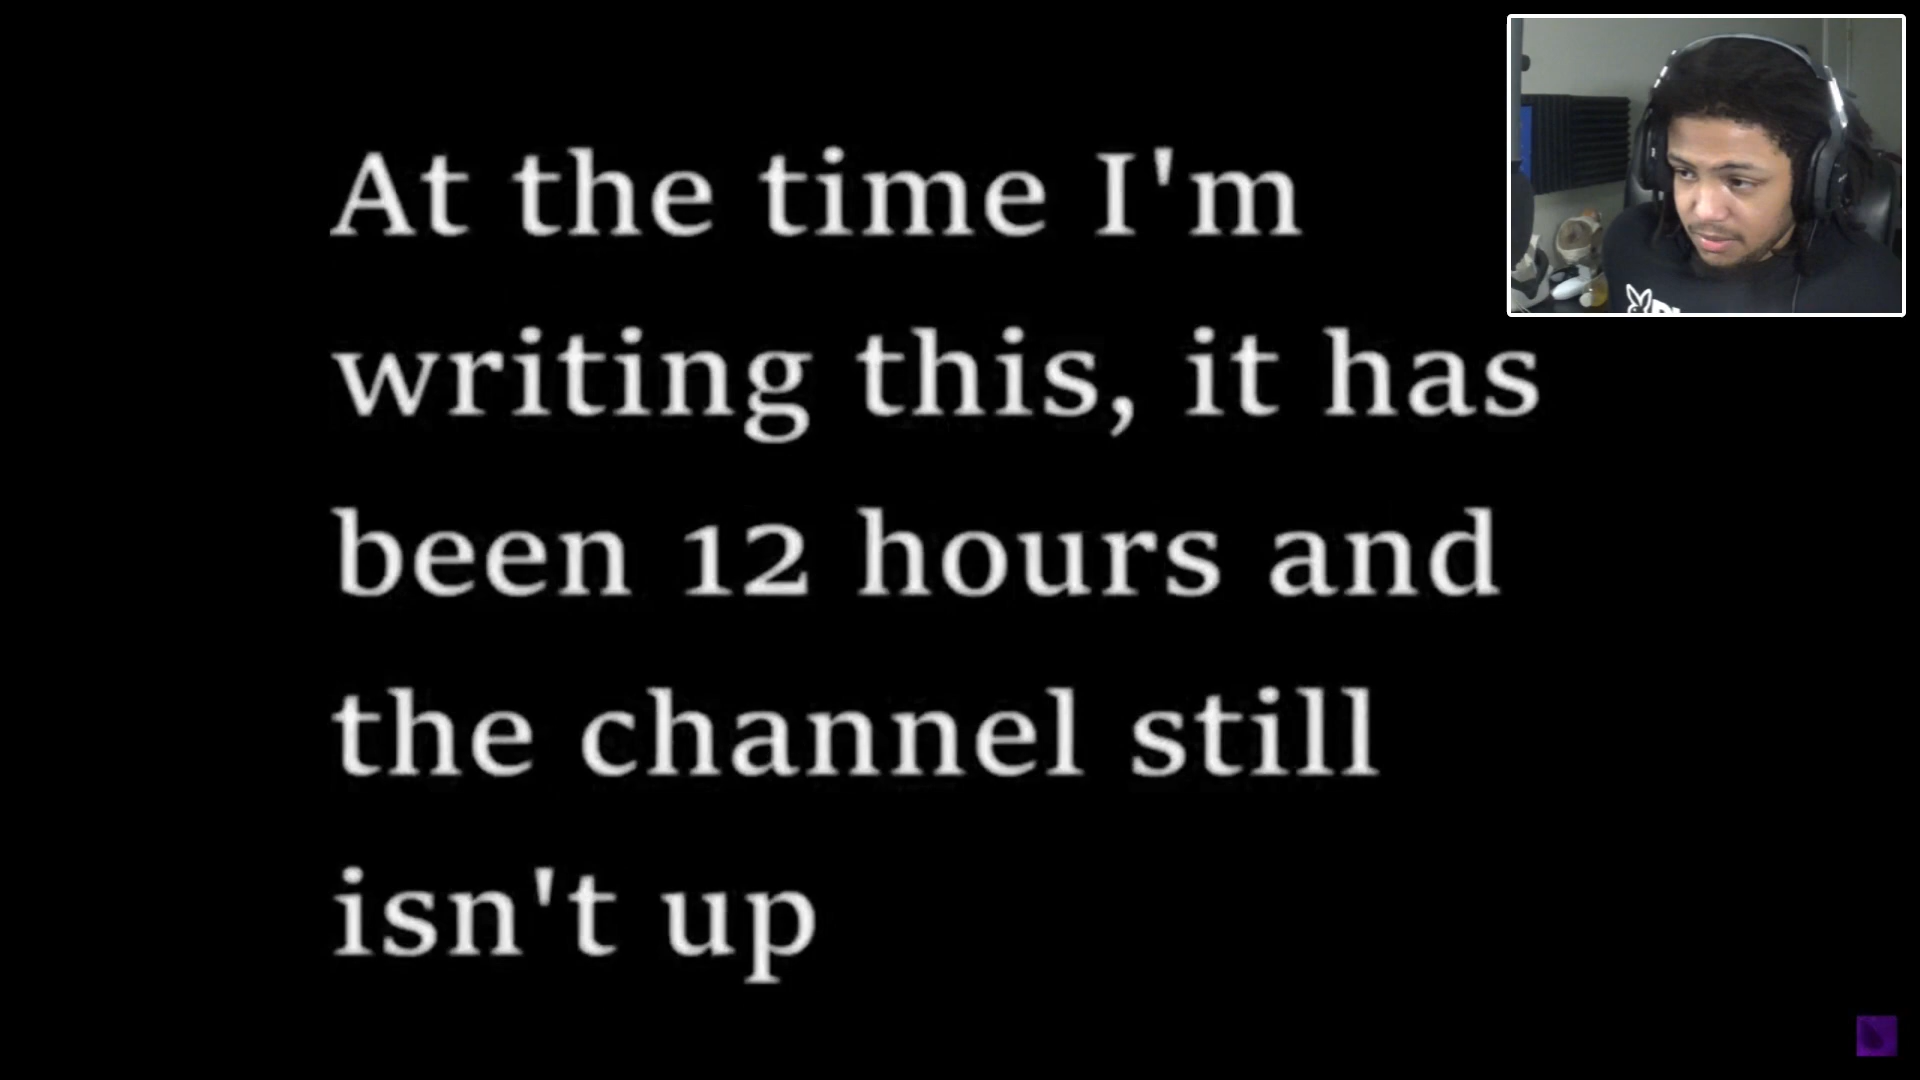 At the time I'm
writing this, it has
been 12 hours and
the channel still
isn't up